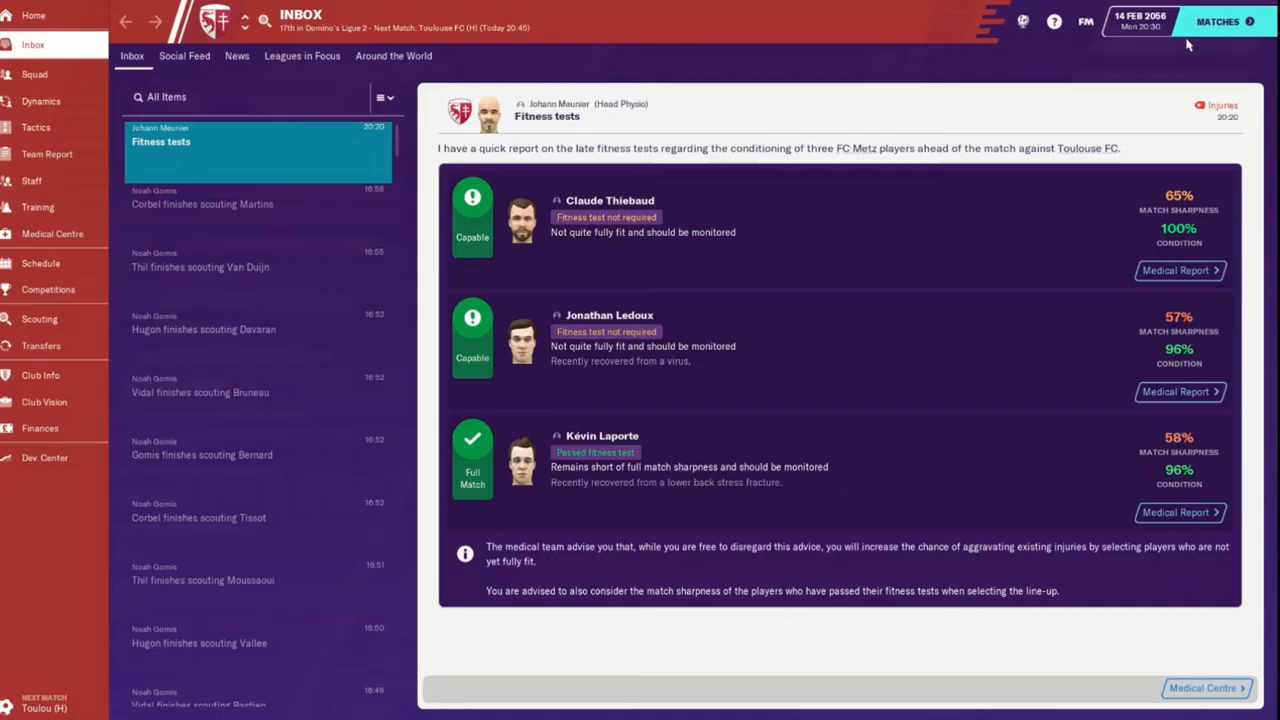 Home
Inbox
Squad
Dynamics
Tactics
Team Report
Staff
Training
Medical Centre
Schedule
Competitions
Scouting
Transfers
Club Info
Club Vision
Finances
Dev. Center
NEXT MATCH
Toulou (H)
INBOX
17th in Domino's Ligue 2 - Next Match: Toulouse FC (H) (Today 20:45)
?
FM
14 FEB 2056
Mon 20:30
MATCHES
Inbox
Social Feed
News
Leagues in Focus
Around the World
All Items
Johann Meunier 20:20
Fitness tests
Noah Gomis 16:58
Corbel finishes scouting Martins
Noah Gomis 16:55
Thil finishes scouting Van Duijn
Noah Gomis 16:52
Hugon finishes scouting Davaran
Noah Gomis 16:52
Vidal finishes scouting Bruneau
Noah Gomis 16:52
Gomis finishes scouting Bernard
Noah Gomis 16:52
Corbel finishes scouting Tissot
Noah Gomis 16:51
Thil finishes scouting Moussaoui
Noah Gomis 16:50
Hugon finishes scouting Vallee
Noah Gomis 16:49
Vidal finishes scouting Bastien
Johann Meunier (Head Physio)
Fitness tests
Injuries
20:20
I have a quick report on the late fitness tests regarding the conditioning of three FC Metz players ahead of the match against Toulouse FC.
Capable
Claude Thiebaud
Fitness test not required
Not quite fully fit and should be monitored
65%
MATCH SHARPNESS
100%
CONDITION
Medical Report
Capable
Jonathan Ledoux
Fitness test not required
Not quite fully fit and should be monitored
Recently recovered from a virus.
57%
MATCH SHARPNESS
96%
CONDITION
Medical Report
Full
Match
Kévin Laporte
Passed fitness test
Remains short of full match sharpness and should be monitored
Recently recovered from a lower back stress fracture.
58%
MATCH SHARPNESS
96%
CONDITION
Medical Report
The medical team advise you that, while you are free to disregard this advice, you will increase the chance of aggravating existing injuries by selecting players who are not
yet fully fit.
You are advised to also consider the match sharpness of the players who have passed their fitness tests when selecting the line-up.
Medical Centre